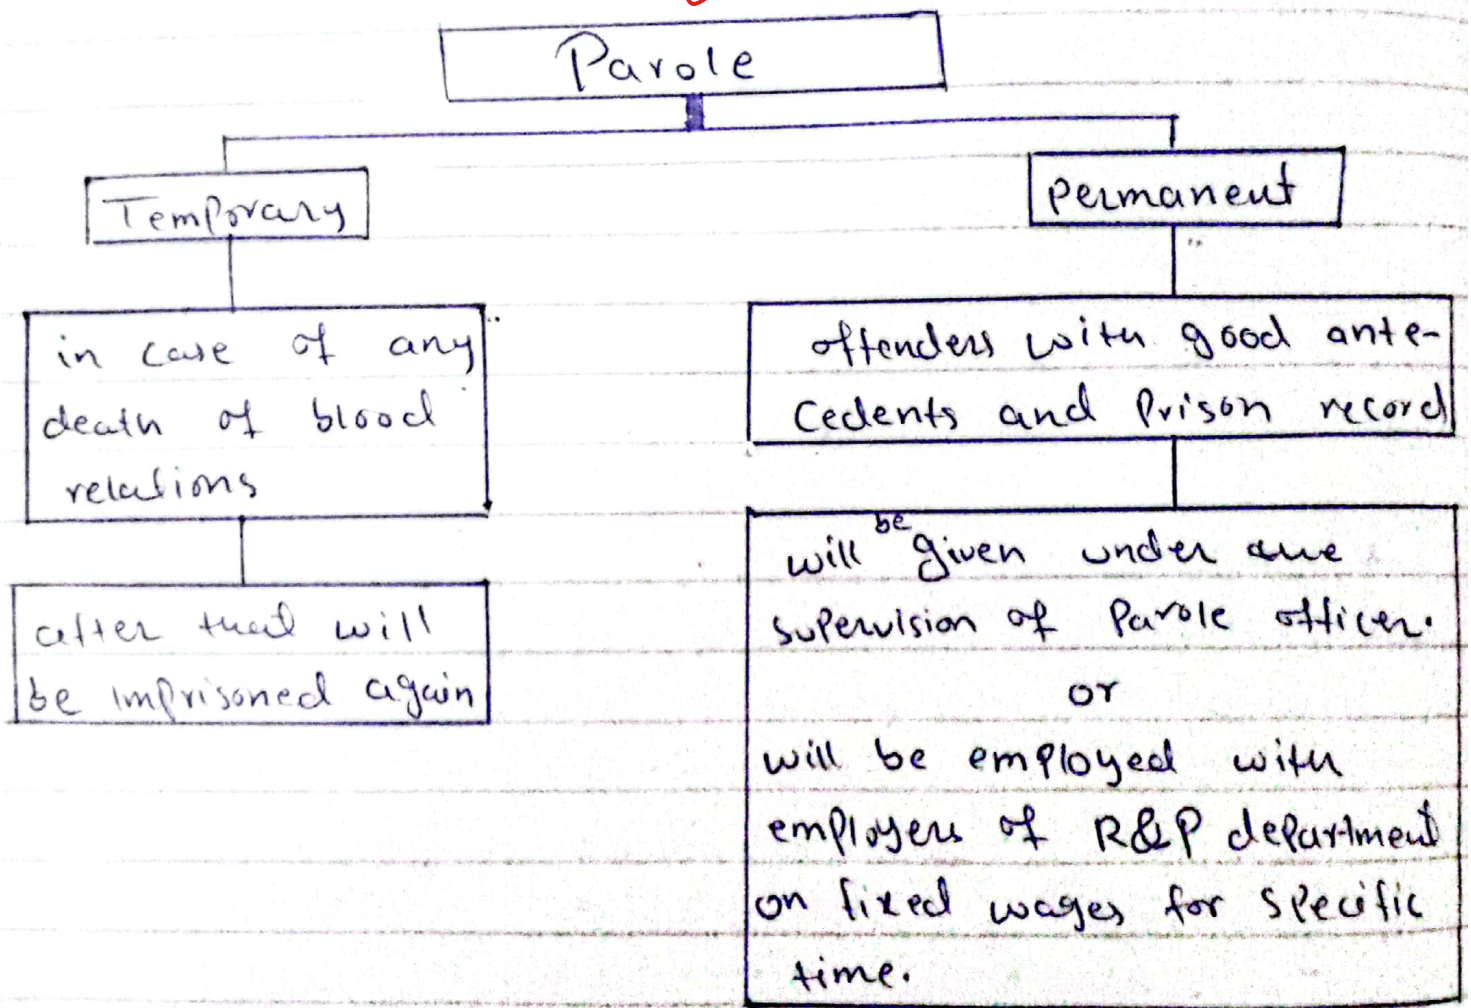 Parole
Temporary
Permanent
in case of any
death of blood
relations
after that will
be imprisoned again
offenders with good ante-
cedents and Prison record
be
will given under due
supervision of Parole officer.
or
will be employed with
employers of R&P department
on fixed wages for specific
time.